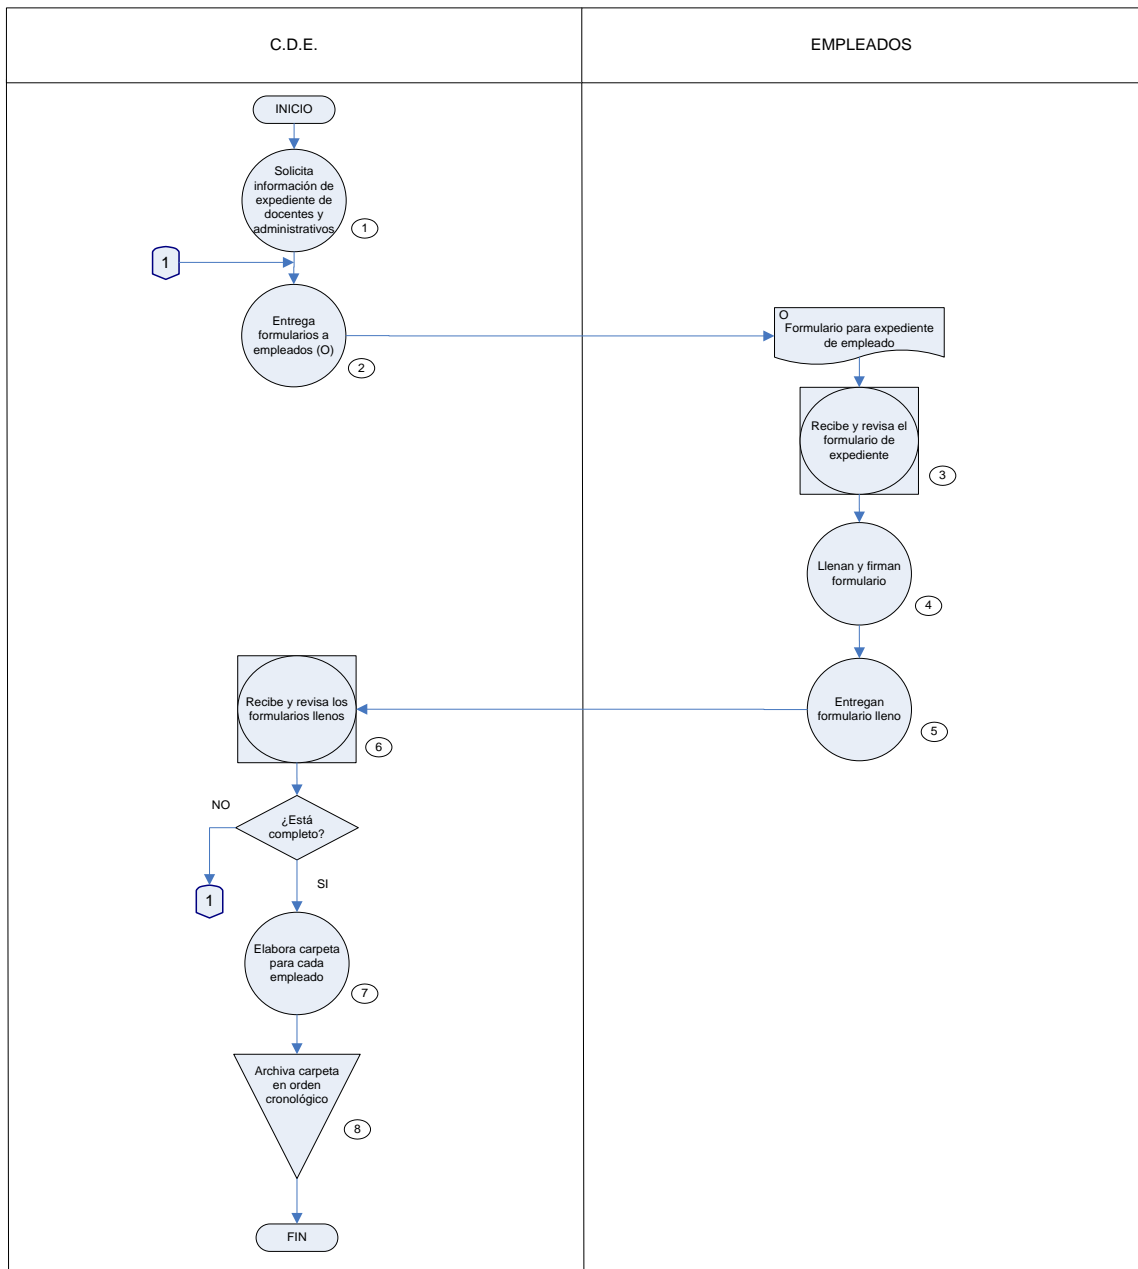 C.D.E.
EMPLEADOS
INICIO
Solicita
información de
expediente de
docentes y
administrativos
1
1
Entrega
formularios a
empleados (O)
2
O
Formulario para expediente
de empleado
Recibe y revisa el
formulario de
expediente
3
Llenan y firman
formulario
4
Entregan
formulario lleno
5
Recibe y revisa los
formularios llenos
6
¿Está
completo?
NO
1
SI
Elabora carpeta
para cada
empleado
7
Archiva carpeta
en orden
cronológico
8
FIN